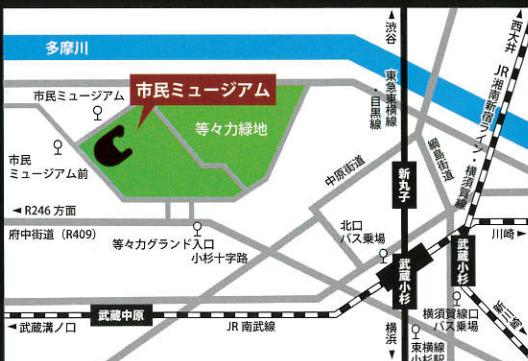 多摩川
市民ミュージアム
市民ミュージアム
等々力緑地
市民
ミュージアム前
◀R246 方面
府中街道（R409）
等々力グランド入口
小杉十字路
▲渋谷
東急東横線
・目黒線
▲西大井
JR 湘南新宿ライン・横須賀線
中原街道
綱島街道
新丸子
北口
バス乗場
武蔵小杉
武蔵小杉
川崎▶
新川崎▶
横須賀線口
バス乗場
武蔵中原
◀武蔵溝ノ口
JR 南武線
横浜▼
東横線
小杉駅